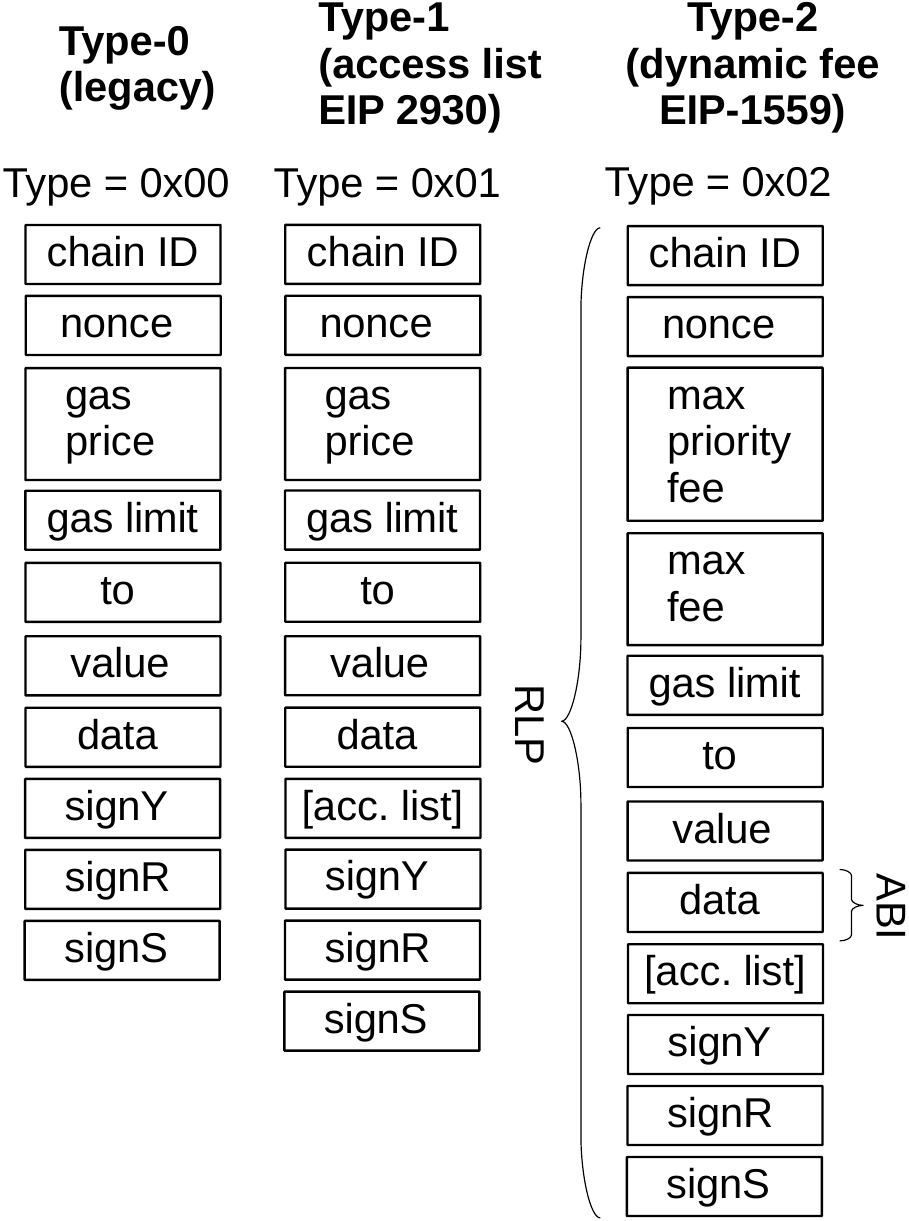 Type-0
(legacy)
Type = 0x00
chain ID
nonce
gas
price
gas limit
to
value
data
signY
signR
signS
Type-1
(access list
EIP 2930)
Type = 0x01
chain ID
nonce
gas
price
gas limit
to
value
data
[acc. list]
signY
signR
signS
RLP
Type-2
(dynamic fee
EIP-1559)
Type = 0x02
chain ID
nonce
max
priority
fee
max
fee
gas limit
to
value
data
[acc. list]
signY
signR
signS
ABI